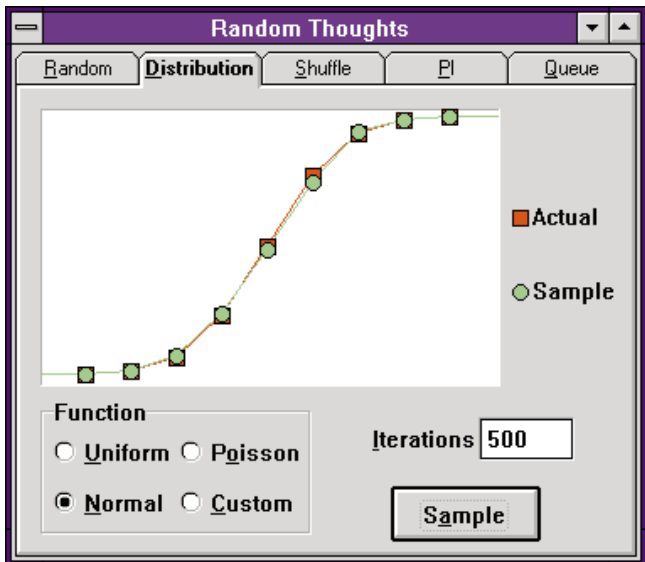 Random Thoughts
Random Distribution Shuffle PI Queue
Actual
Sample
Function
Uniform Poisson
Normal Custom
Iterations 500
Sample